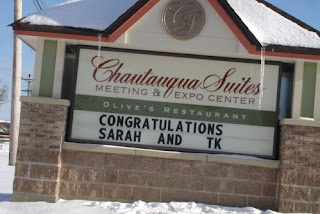 Chautauqua Suites
MEETING & EXPO CENTER
OLIVE'S RESTAURANT
CONGRATULATIONS
SARAH AND TK